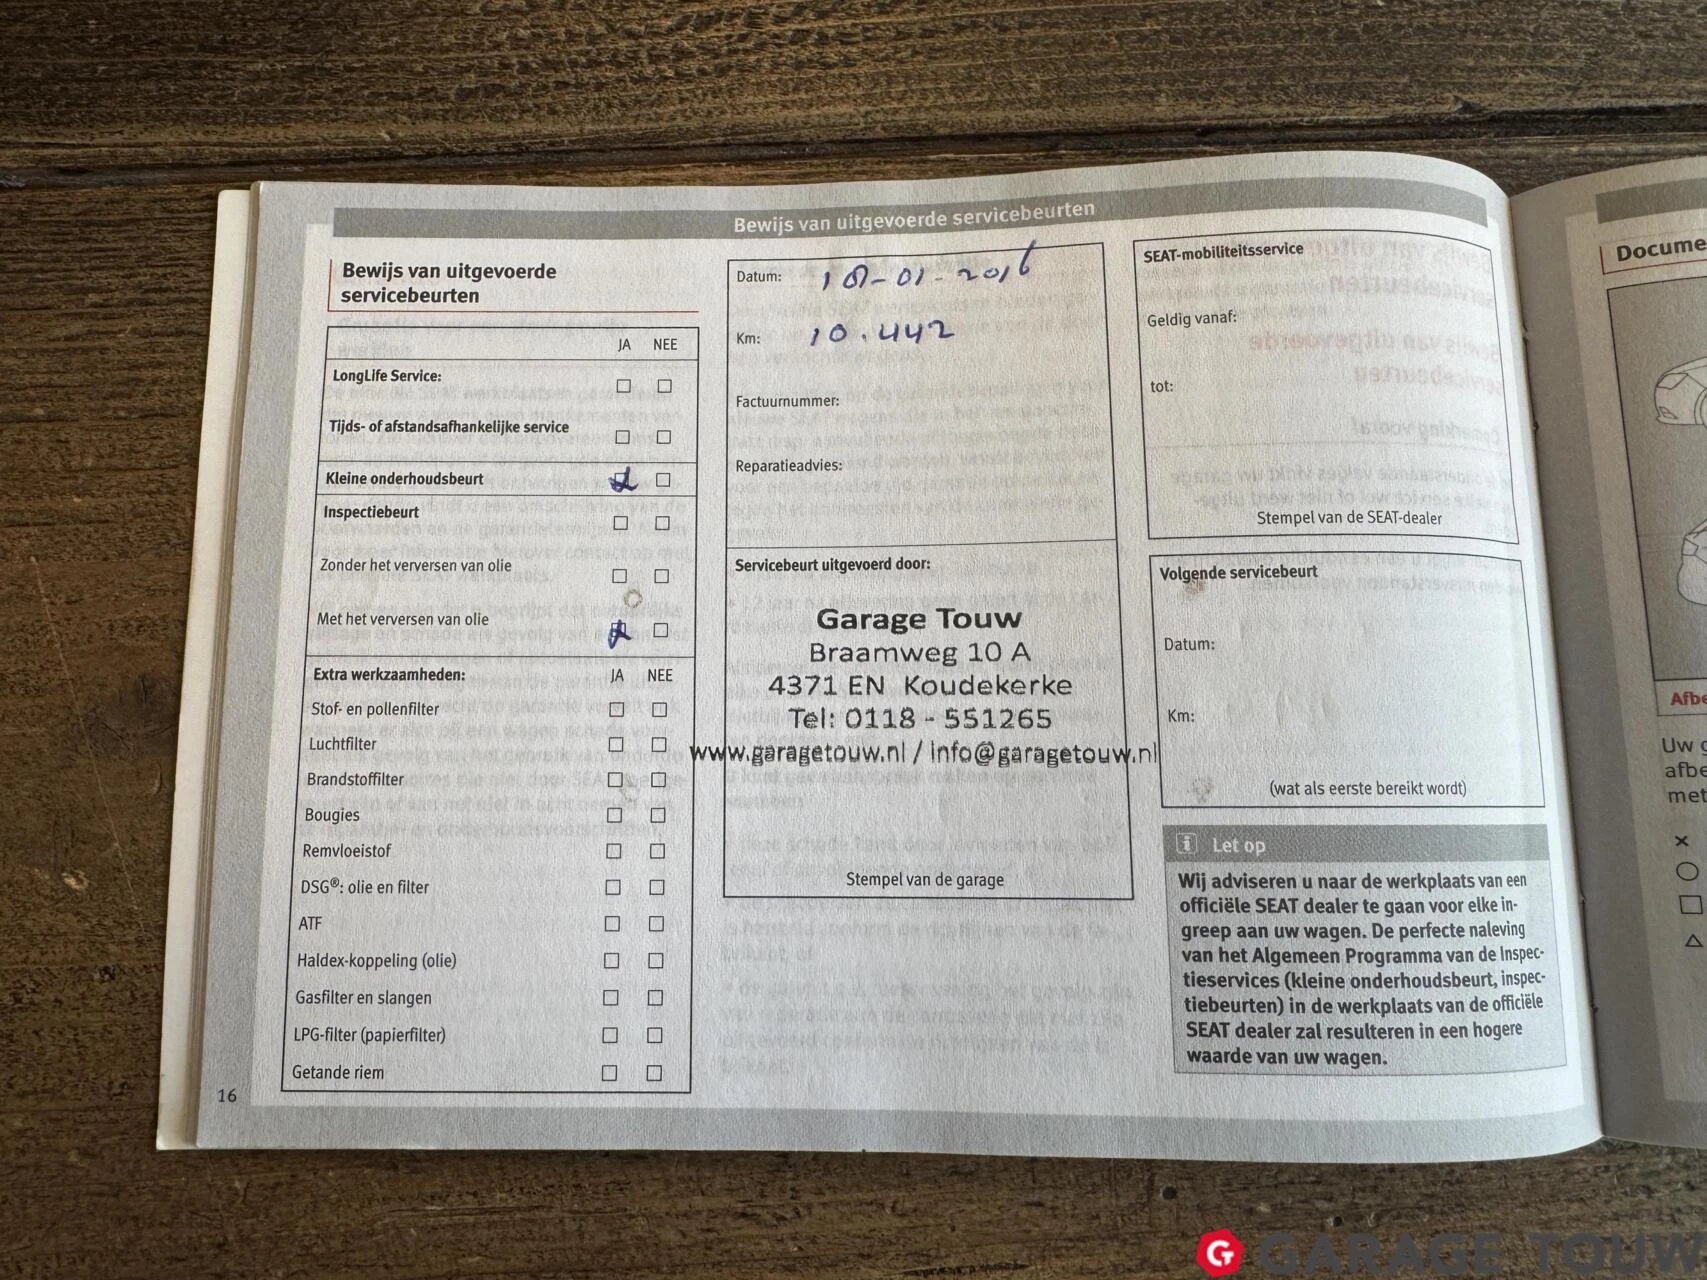 Bewijs van uitgevoerde servicebeurten
Bewijs van uitgevoerde
servicebeurten
JA NEE
LongLife Service:
Tijds- of afstandsafhankelijke service
Kleine onderhoudsbeurt
Inspectiebeurt
Zonder het verversen van olie
Met het verversen van olie
Extra werkzaamheden: JA NEE
Stof- en pollenfilter
Luchtfilter
Brandstoffilter
Bougies
Remvloeistof
DSG®: olie en filter
ATF
Haldex-koppeling (olie)
Gasfilter en slangen
LPG-filter (papierfilter)
Getande riem
16
Datum: -01-2016
Km: 10.442
Factuurnummer:
Reparatieadvies:
Servicebeurt uitgevoerd door:
Garage Touw
Braamweg 10 A
4371 EN Koudekerke
Tel: 0118 - 551265
www.garagetouw.nl / info@garagetouw.nl
Stempel van de garage
SEAT-mobiliteitsservice
Geldig vanaf:
tot:
Stempel van de SEAT-dealer
Volgende servicebeurt
Datum:
Km:
(wat als eerste bereikt wordt)
i Let op
Wij adviseren u naar de werkplaats van een
officiële SEAT dealer te gaan voor elke in-
greep aan uw wagen. De perfecte naleving
van het Algemeen Programma van de Inspec-
tieservices (kleine onderhoudsbeurt, inspec-
tiebeurten) in de werkplaats van de officiële
SEAT dealer zal resulteren in een hogere
waarde van uw wagen.
Docume
Afbe
Uw g
afbe
met
G GARAGE TOUW